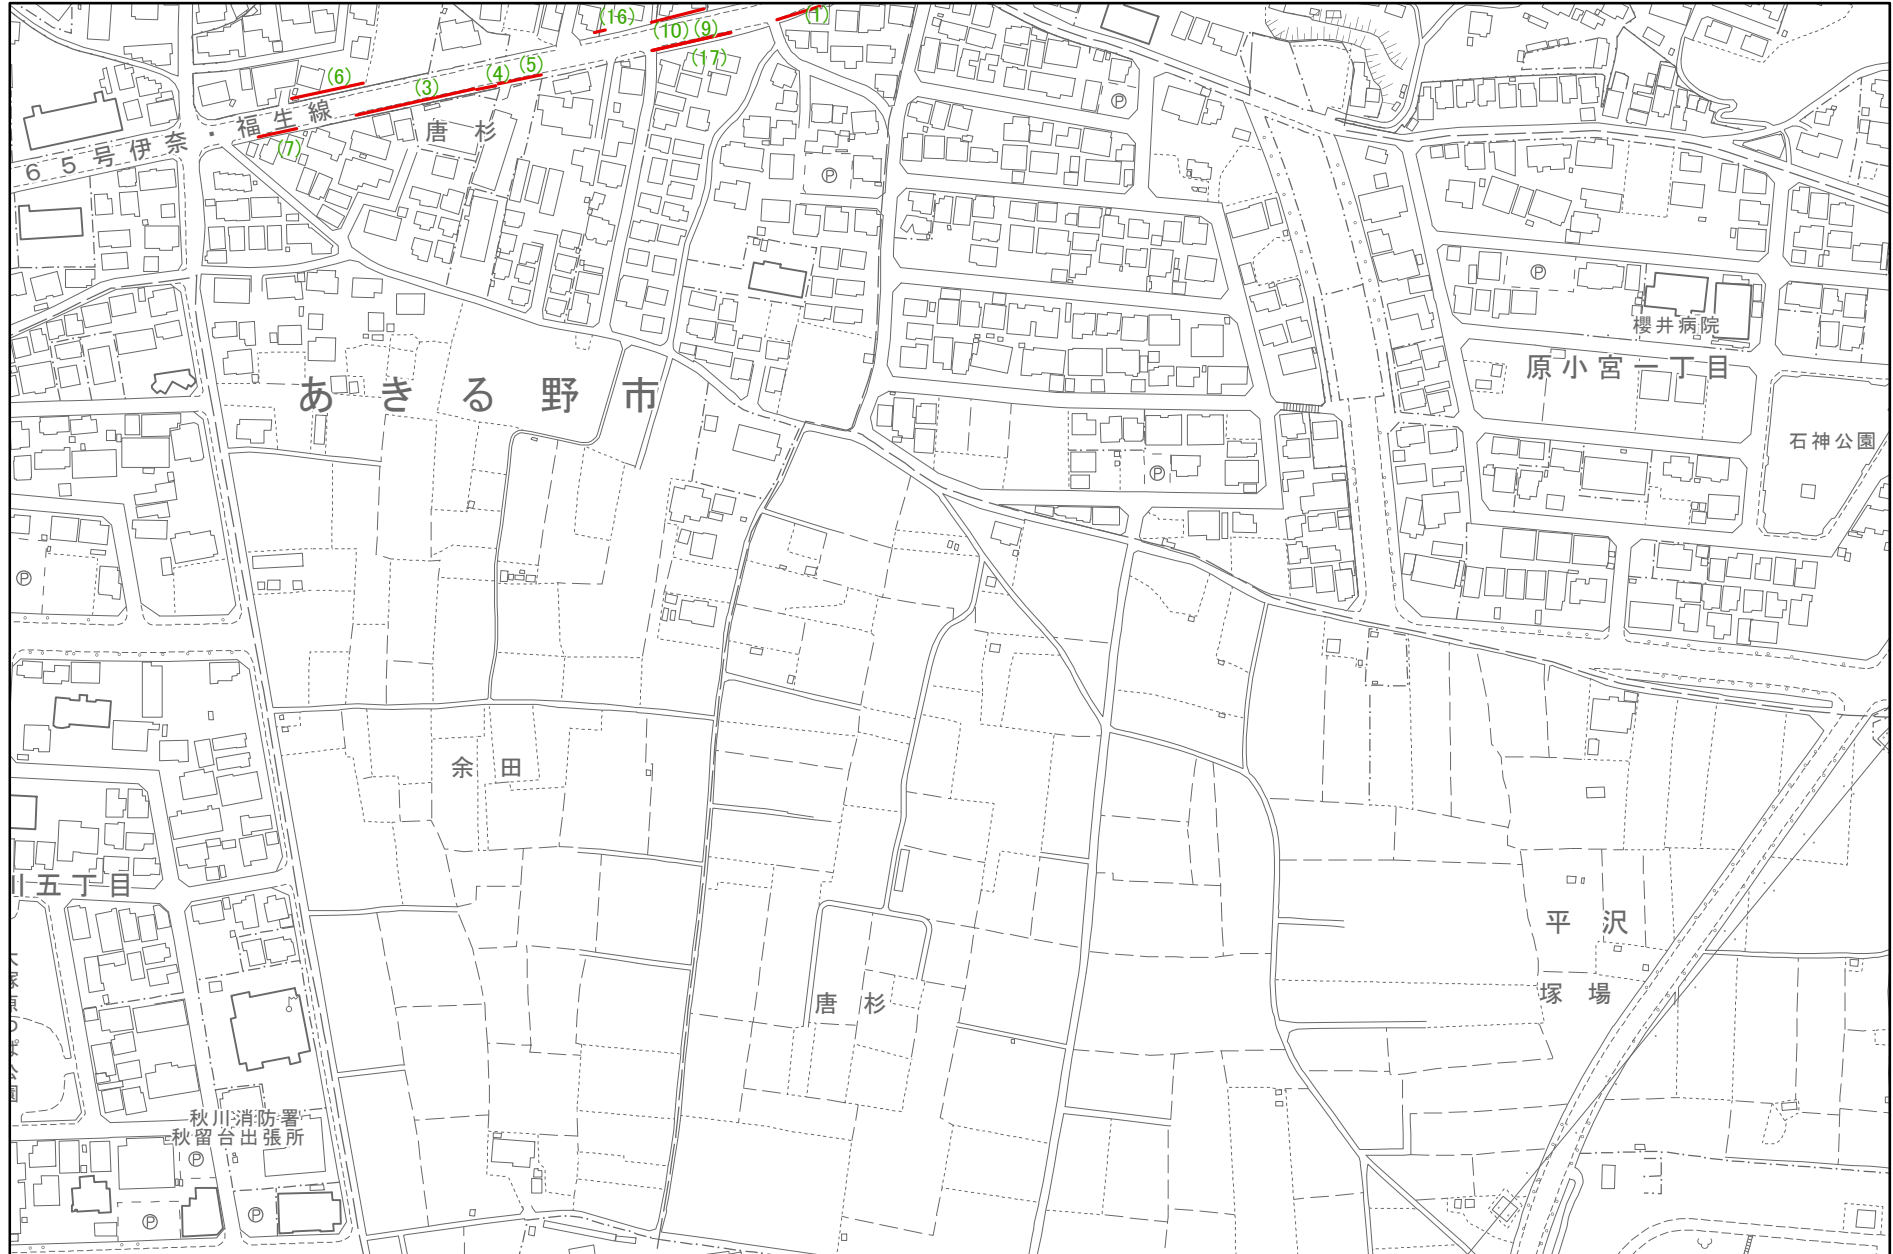 (16)
(10)
(9)
(1)
(17)
(6)
(3)
(4)
(5)
(7)
65号伊奈・福生線
唐杉
P
P
P
櫻井病院
原小宮一丁目
あきる野市
石神公園
P
P
余田
川五丁目
平沢
塚場
唐杉
秋川消防署
秋留台出張所
P
P
P